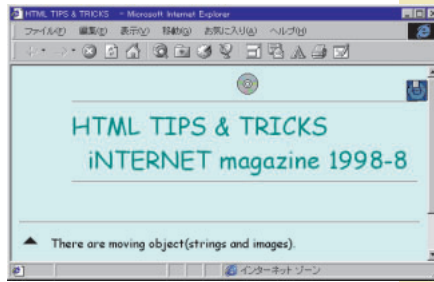 HTML TIPS & TRICKS - Microsoft Internet Explorer
ファイル(F) 編集(E) 表示(V) 移動(G) お気に入り(A) ヘルプ(H)
HTML TIPS & TRICKS
iNTERNET magazine 1998-8
There are moving object(strings and images).
インターネット ゾーン